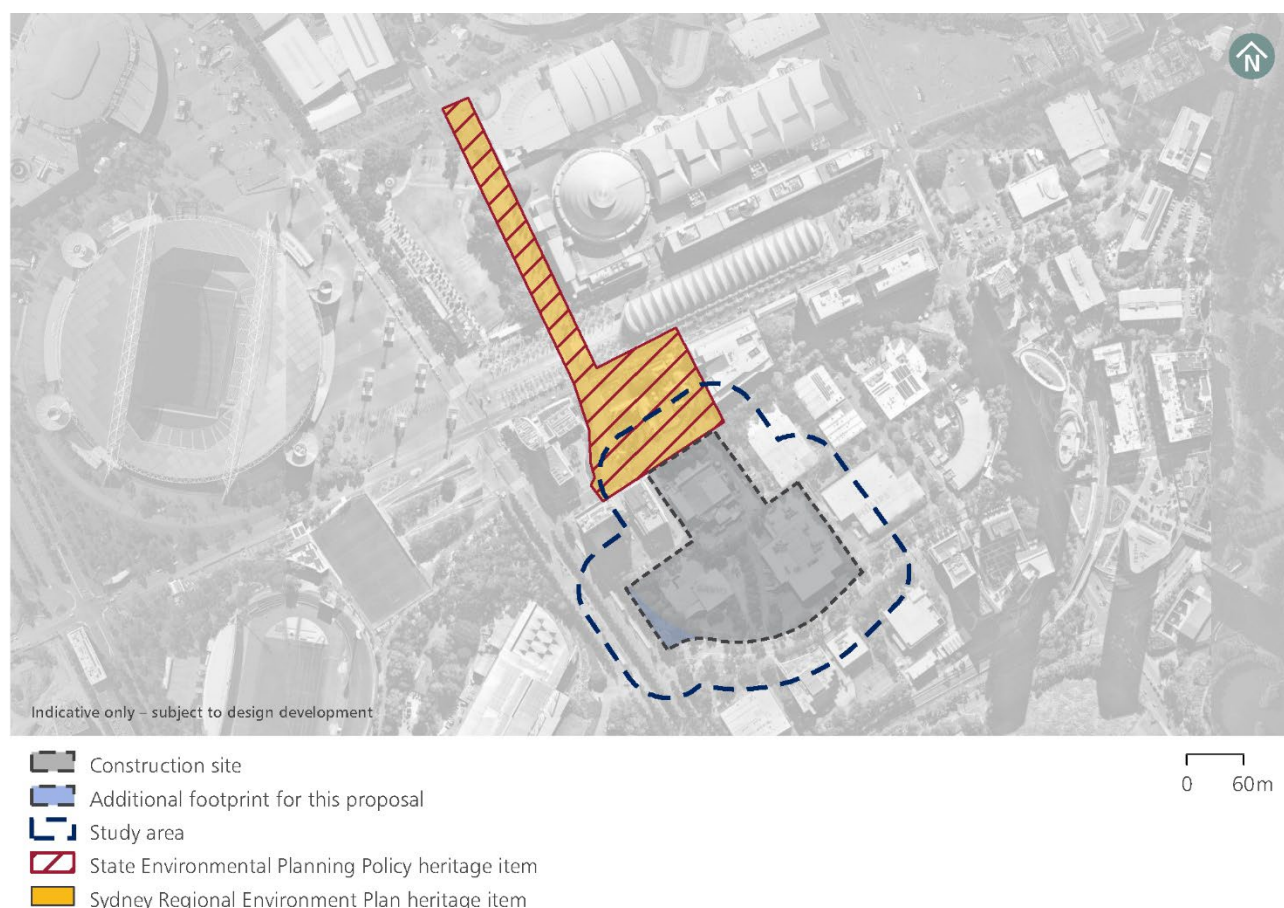 N
Indicative only – subject to design development
Construction site
Additional footprint for this proposal
Study area
State Environmental Planning Policy heritage item
Sydney Regional Environment Plan heritage item
0 60m